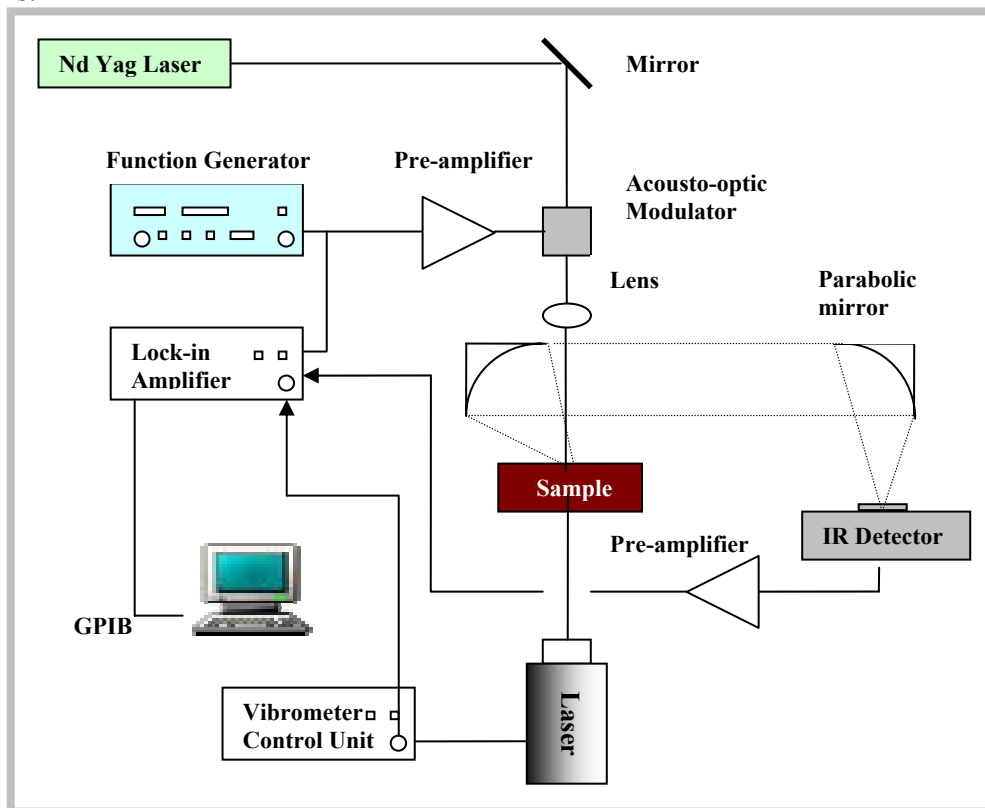 Nd Yag Laser
Mirror
Function Generator
Pre-amplifier
Acousto-optic
Modulator
Lens
Parabolic
mirror
Lock-in
Amplifier
Sample
IR Detector
Pre-amplifier
GPIB
Laser
Vibrometer
Control Unit